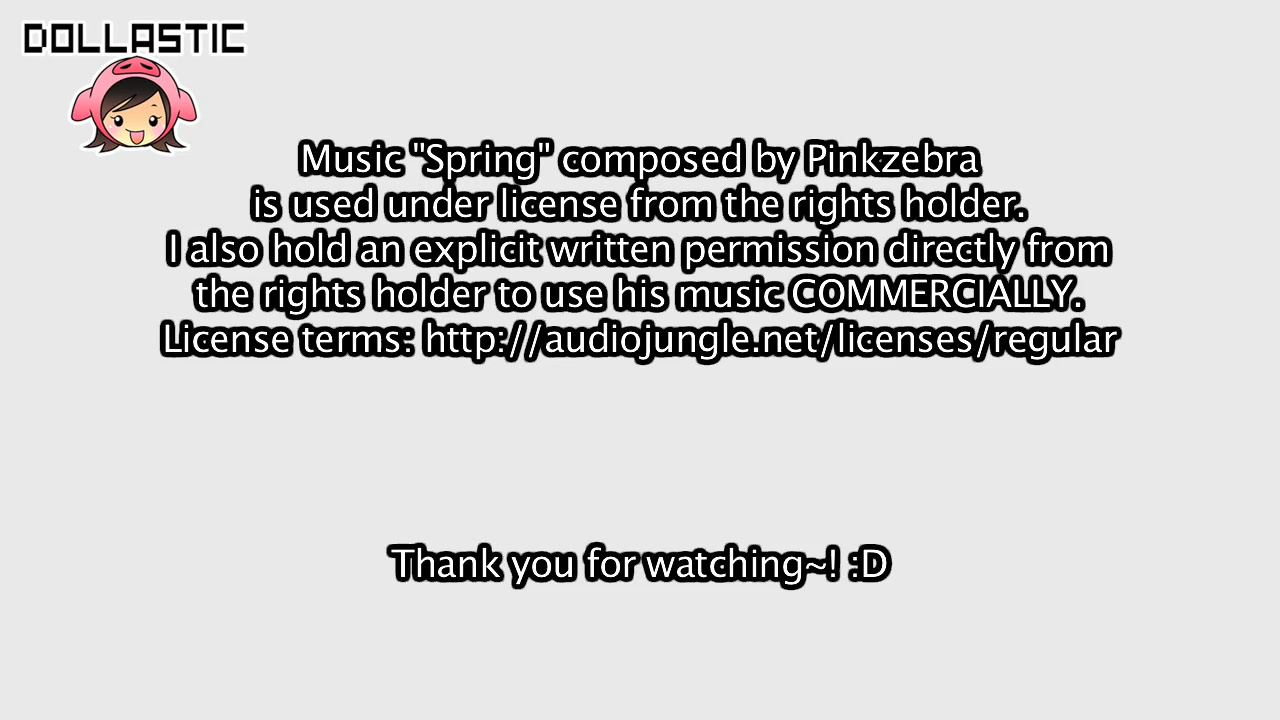 DOLLASTIC
Music "Spring" composed by Pinkzebra
is used under license from the rights holder.
I also hold an explicit written permission directly from
the rights holder to use his music COMMERCIALLY.
License terms: http://audiojungle.net/licenses/regular
Thank you for watching~! :D